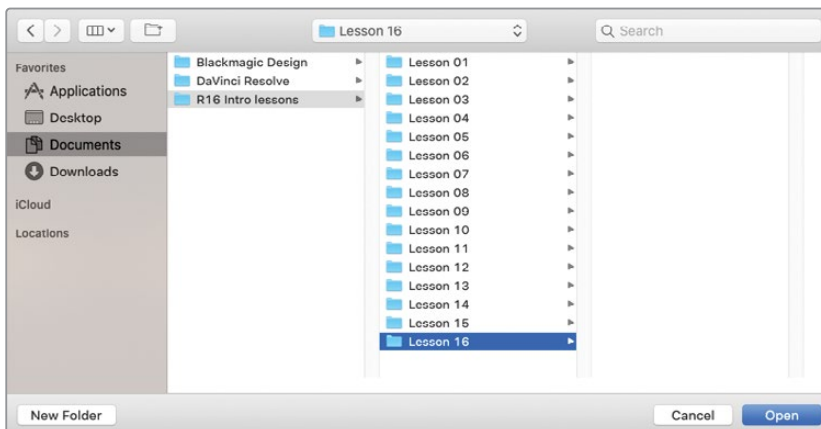 Lesson 16
Search
Favorites
Applications
Desktop
Documents
Downloads
iCloud
Locations
Blackmagic Design
DaVinci Resolve
R16 Intro lessons
Lesson 01
Lesson 02
Lesson 03
Lesson 04
Lesson 05
Lesson 06
Lesson 07
Lesson 08
Lesson 09
Lesson 10
Lesson 11
Lesson 12
Lesson 13
Lesson 14
Lesson 15
Lesson 16
New Folder
Cancel
Open